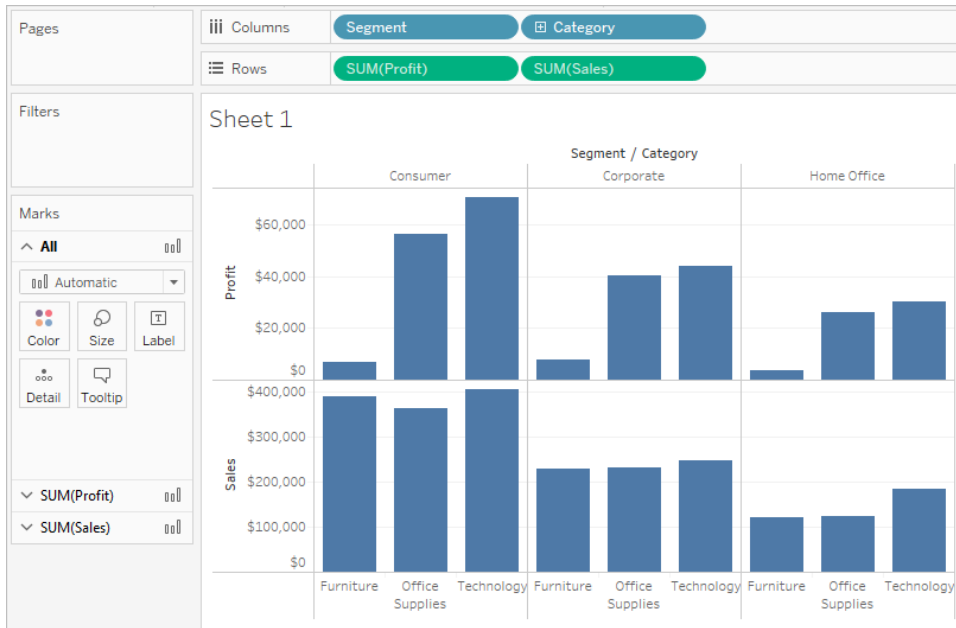 Pages
Columns
Segment
Category
Rows
SUM(Profit)
SUM(Sales)
Filters
Marks
All
Automatic
Color
Size
T
Label
Detail
Tooltip
SUM(Profit)
SUM(Sales)
Sheet 1
Segment / Category
Consumer
Corporate
Home Office
Profit
$60,000
$40,000
$20,000
$0
Sales
$400,000
$300,000
$200,000
$100,000
$0
Furniture
Office
Supplies
Technology
Furniture
Office
Supplies
Technology
Furniture
Office
Supplies
Technology